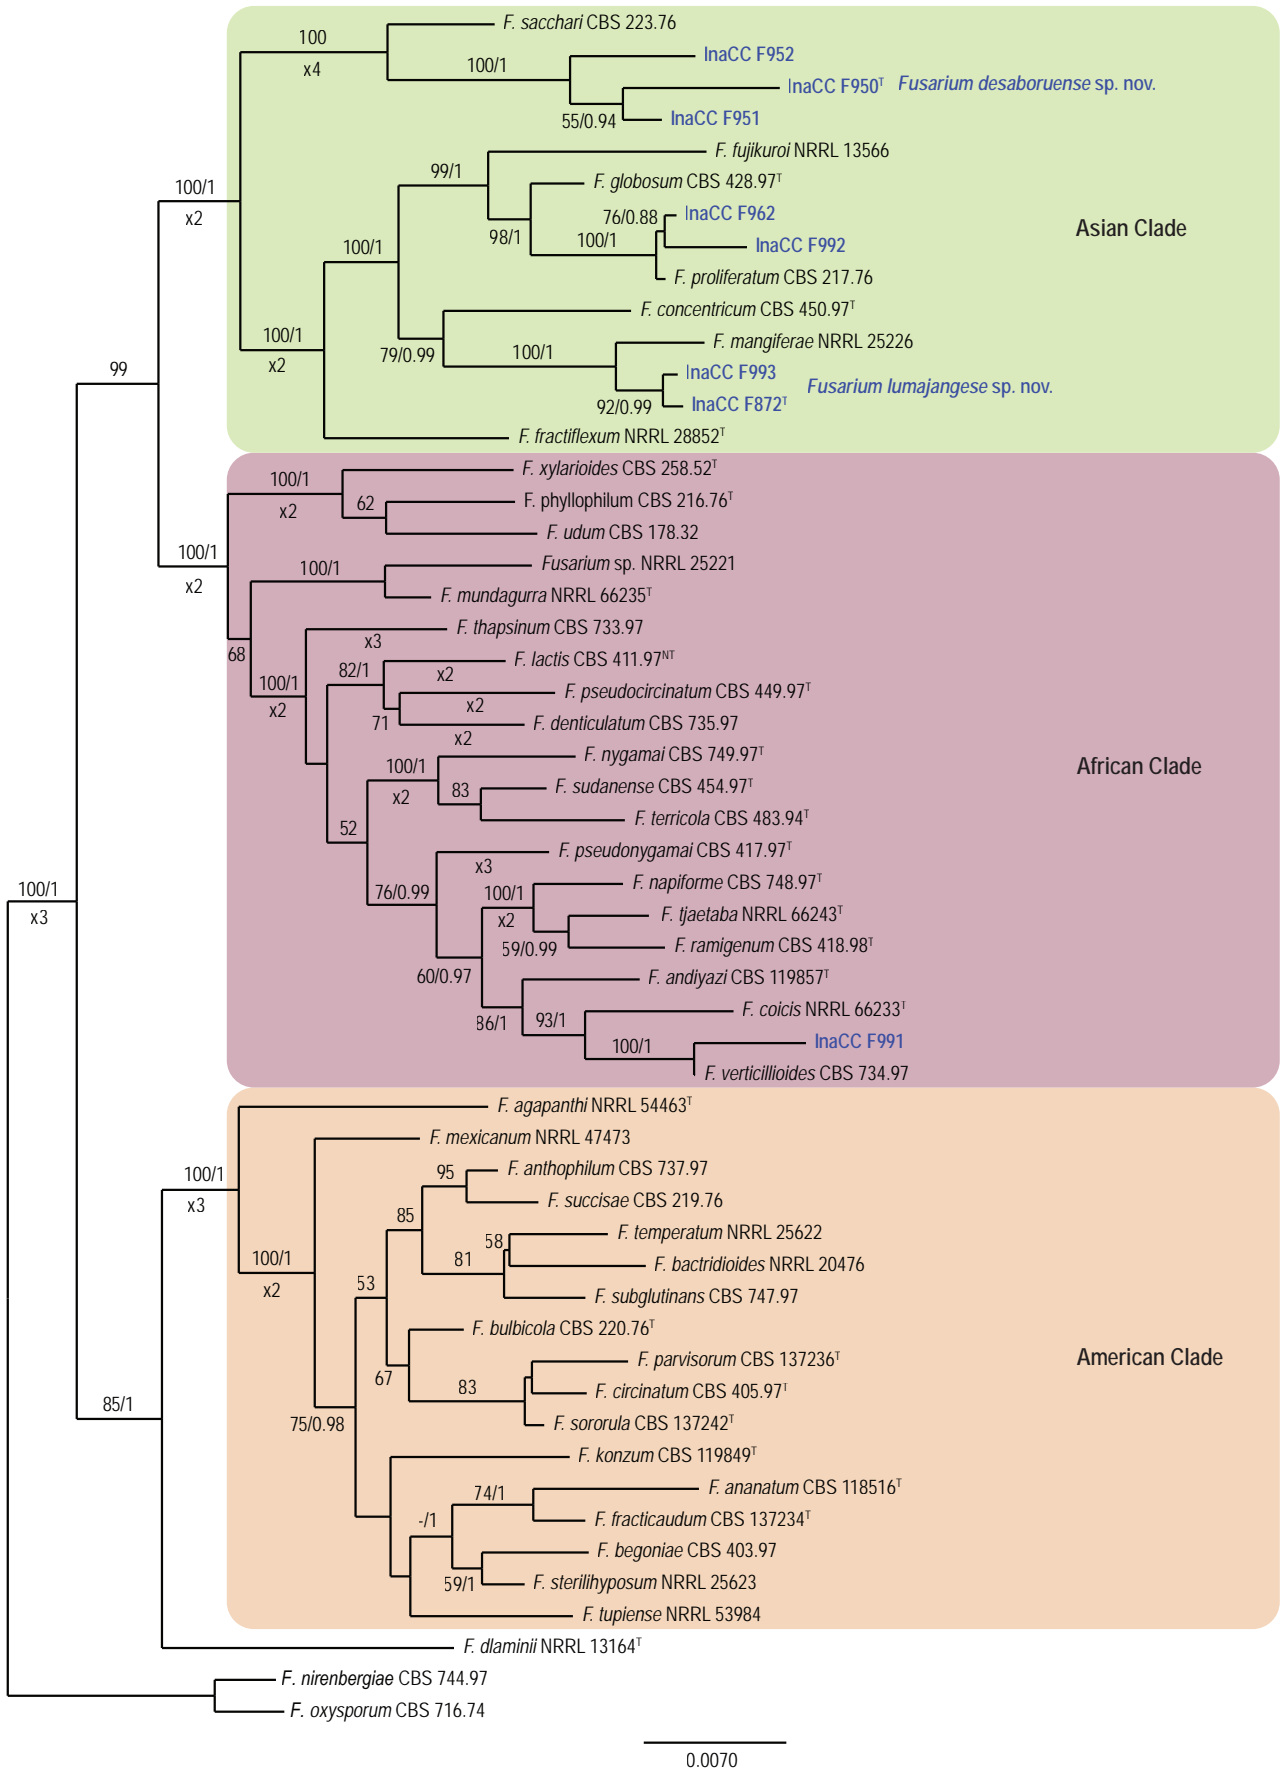 F. sacchari CBS 223.76
100
x4
InaCC F952
100/1
InaCC F950ᵀ Fusarium desaboruense sp. nov.
55/0.94
InaCC F951
F. fujikuroi NRRL 13566
99/1
F. globosum CBS 428.97ᵀ
100/1
x2
76/0.88
InaCC F962
Asian Clade
98/1
100/1
InaCC F992
100/1
F. proliferatum CBS 217.76
F. concentricum CBS 450.97ᵀ
100/1
x2
79/0.99
100/1
F. mangiferae NRRL 25226
InaCC F993
Fusarium lumajangese sp. nov.
92/0.99
InaCC F872ᵀ
99
F. fractiflexum NRRL 28852ᵀ
F. xylarioides CBS 258.52ᵀ
100/1
x2
62
F. phyllophilum CBS 216.76ᵀ
F. udum CBS 178.32
100/1
x2
Fusarium sp. NRRL 25221
100/1
F. mundagurra NRRL 66235ᵀ
F. thapsinum CBS 733.97
x3
68
F. lactis CBS 411.97ᴺᵀ
82/1
x2
100/1
x2
F. pseudocircinatum CBS 449.97ᵀ
x2
71
F. denticulatum CBS 735.97
x2
F. nygamai CBS 749.97ᵀ
100/1
x2
African Clade
83
F. sudanense CBS 454.97ᵀ
F. terricola CBS 483.94ᵀ
52
F. pseudonygamai CBS 417.97ᵀ
x3
76/0.99
F. napiforme CBS 748.97ᵀ
100/1
x2
F. tjaetaba NRRL 66243ᵀ
59/0.99
F. ramigenum CBS 418.98ᵀ
100/1
x3
60/0.97
F. andiyazi CBS 119857ᵀ
86/1
93/1
F. coicis NRRL 66233ᵀ
100/1
InaCC F991
F. verticillioides CBS 734.97
F. agapanthi NRRL 54463ᵀ
F. mexicanum NRRL 47473
100/1
x3
95
F. anthophilum CBS 737.97
F. succisae CBS 219.76
85
58
F. temperatum NRRL 25622
81
F. bactridioides NRRL 20476
100/1
x2
53
F. subglutinans CBS 747.97
F. bulbicola CBS 220.76ᵀ
67
F. parvisorum CBS 137236ᵀ
American Clade
83
F. circinatum CBS 405.97ᵀ
85/1
75/0.98
F. sororula CBS 137242ᵀ
F. konzum CBS 119849ᵀ
74/1
F. ananatum CBS 118516ᵀ
-/1
F. fracticaudum CBS 137234ᵀ
F. begoniae CBS 403.97
59/1
F. sterilihyposum NRRL 25623
F. tupiense NRRL 53984
F. dlaminii NRRL 13164ᵀ
F. nirenbergiae CBS 744.97
F. oxysporum CBS 716.74
0.0070